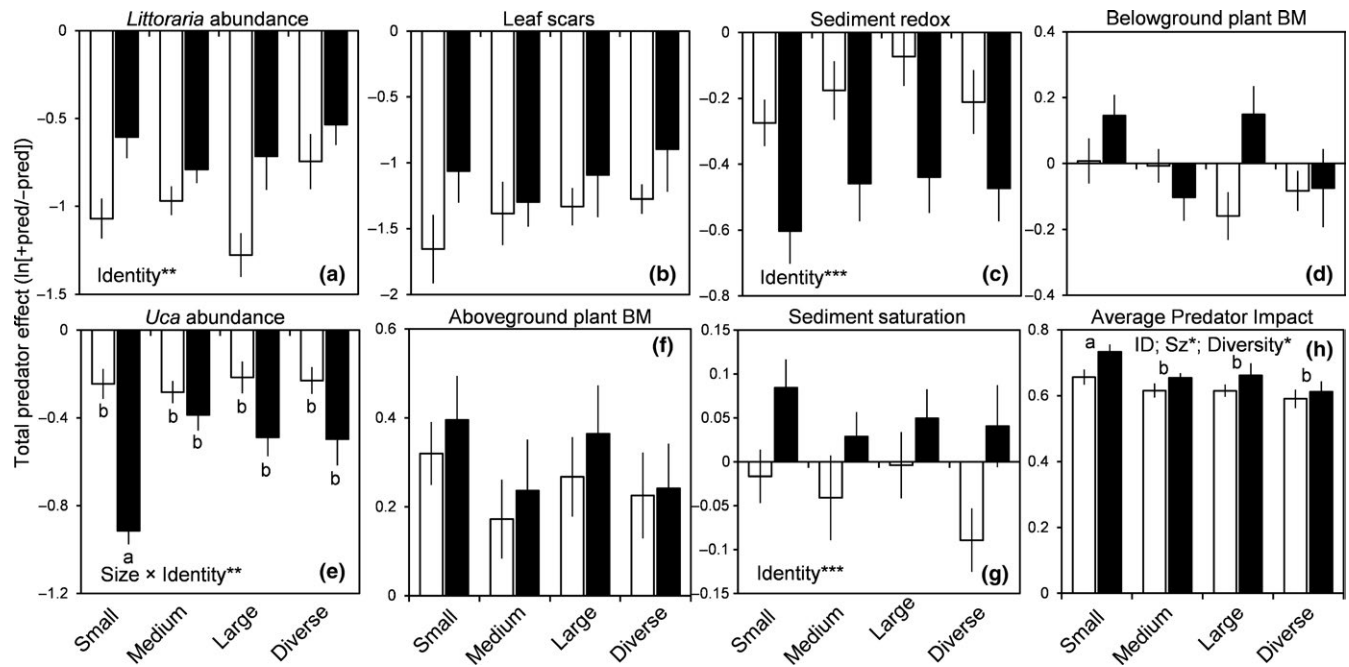 Littoraria abundance
Leaf scars
Sediment redox
Belowground plant BM
Total predator effect (ln[+pred/−pred])
0
−0.5
−1
−1.5
Identity**
(a)
0
−0.5
−1
−1.5
−2
(b)
0
−0.2
−0.4
−0.6
−0.8
Identity***
(c)
0.4
0.2
0
−0.2
−0.4
(d)
Uca abundance
Aboveground plant BM
Sediment saturation
Average Predator Impact
0
−0.4
−0.8
−1.2
b
a
b
b
b
b
b
b
b
Size × Identity**
(e)
Small
Medium
Large
Diverse
0.6
0.4
0.2
0
(f)
Small
Medium
Large
Diverse
0.15
0.1
0.05
0
−0.05
−0.1
−0.15
Identity***
(g)
Small
Medium
Large
Diverse
0.8
0.6
0.4
0.2
0
a
b
b
b
ID; Sz*; Diversity*
(h)
Small
Medium
Large
Diverse